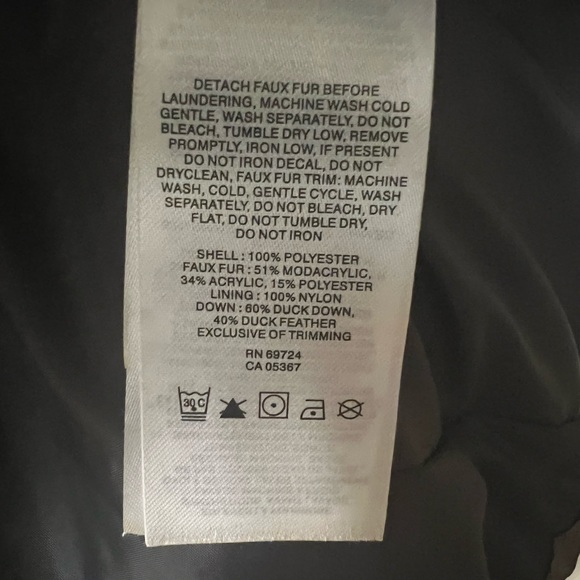 DETACH FAUX FUR BEFORE
LAUNDERING, MACHINE WASH COLD
GENTLE, WASH SEPARATELY, DO NOT
BLEACH, TUMBLE DRY LOW, REMOVE
PROMPTLY, IRON LOW, IF PRESENT
DO NOT IRON DECAL, DO NOT
DRYCLEAN, FAUX FUR TRIM: MACHINE
WASH, COLD, GENTLE CYCLE, WASH
SEPARATELY, DO NOT BLEACH, DRY
FLAT, DO NOT TUMBLE DRY,
DO NOT IRON
SHELL : 100% POLYESTER
FAUX FUR : 51% MODACRYLIC,
34% ACRYLIC, 15% POLYESTER
LINING : 100% NYLON
DOWN : 60% DUCK DOWN,
40% DUCK FEATHER
EXCLUSIVE OF TRIMMING
RN 69724
CA 05367
30 C